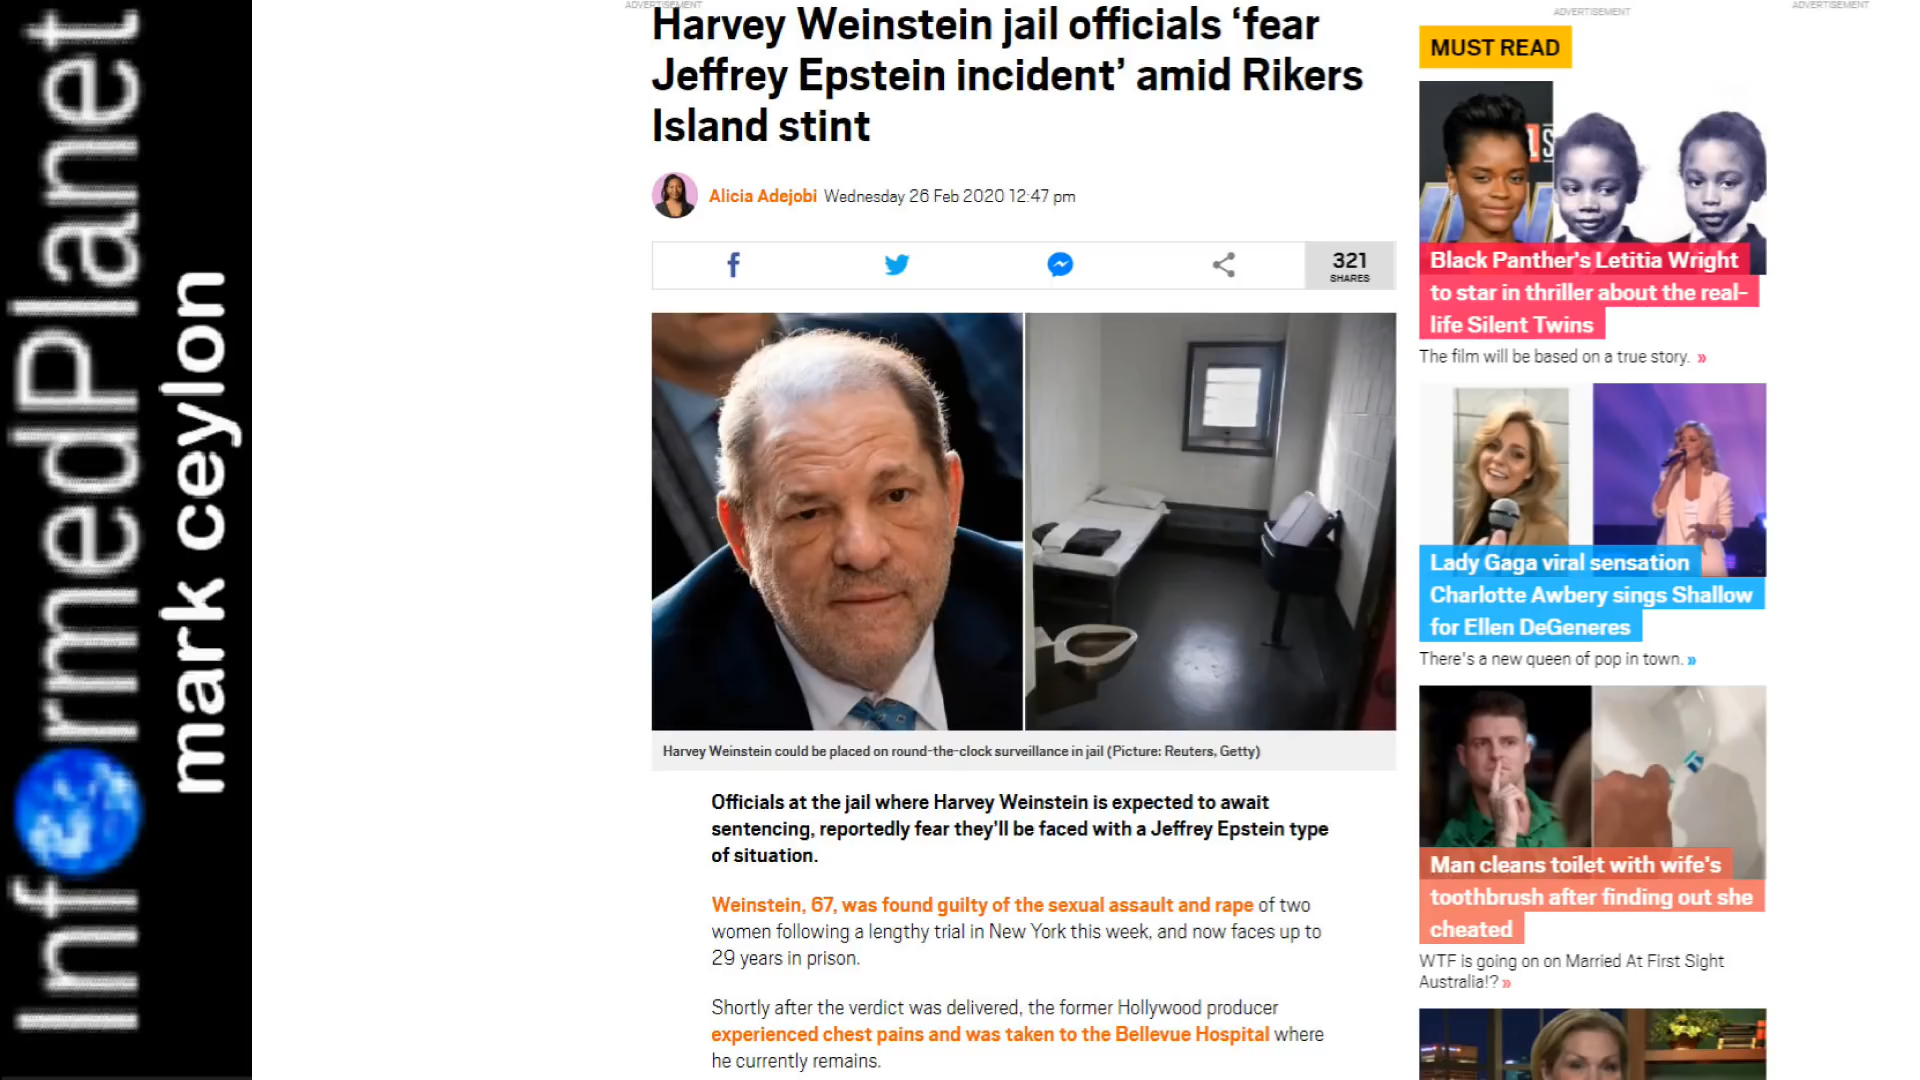 InformedPlanet
mark ceylon
ADVERTISEMENT
Harvey Weinstein jail officials ‘fear
Jeffrey Epstein incident’ amid Rikers
Island stint
Alicia Adejobi Wednesday 26 Feb 2020 12:47 pm
321
SHARES
Harvey Weinstein could be placed on round-the-clock surveillance in jail (Picture: Reuters, Getty)
Officials at the jail where Harvey Weinstein is expected to await
sentencing, reportedly fear they’ll be faced with a Jeffrey Epstein type
of situation.
Weinstein, 67, was found guilty of the sexual assault and rape of two
women following a lengthy trial in New York this week, and now faces up to
29 years in prison.
Shortly after the verdict was delivered, the former Hollywood producer
experienced chest pains and was taken to the Bellevue Hospital where
he currently remains.
ADVERTISEMENT
ADVERTISEMENT
MUST READ
Black Panther's Letitia Wright
to star in thriller about the real-
life Silent Twins
The film will be based on a true story. »
Lady Gaga viral sensation
Charlotte Awbery sings Shallow
for Ellen DeGeneres
There's a new queen of pop in town. »
Man cleans toilet with wife's
toothbrush after finding out she
cheated
WTF is going on on Married At First Sight
Australia!? »